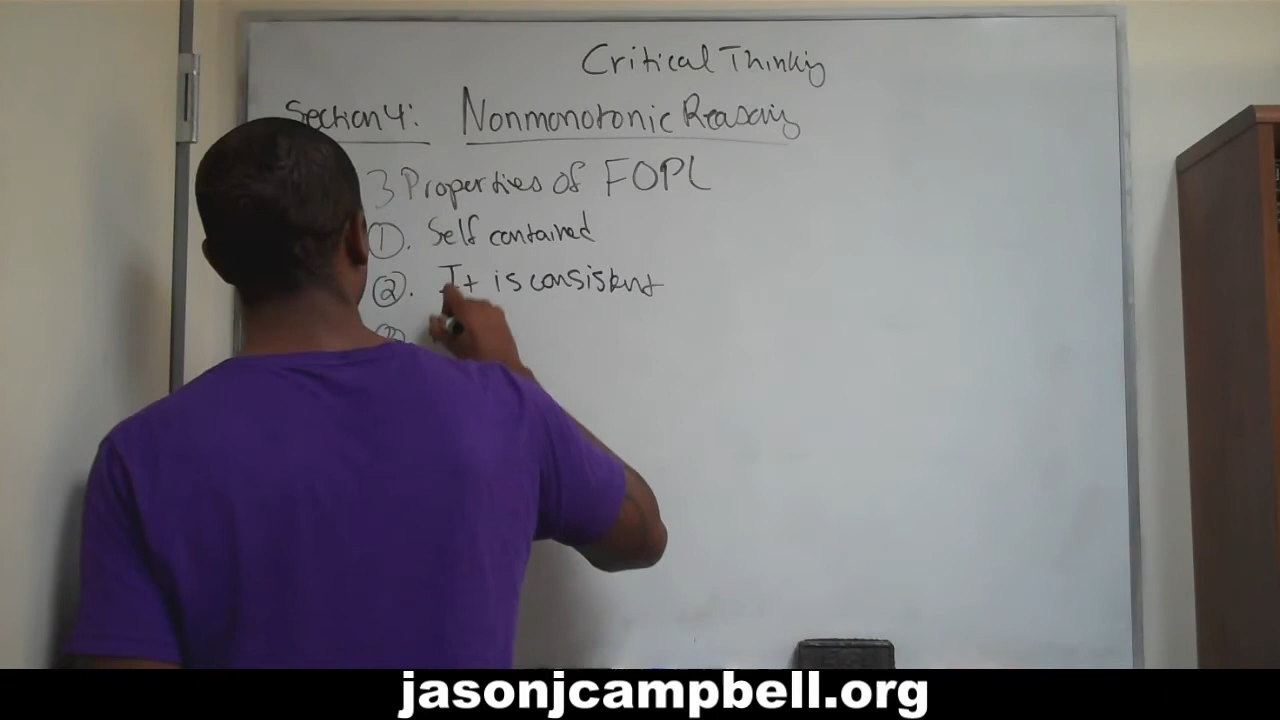 Critical Thinking
Section 4: Nonmonotonic Reasoning
3 Properties of FOPL
①. Self contained
②. It is consistent
jasonjcampbell.org